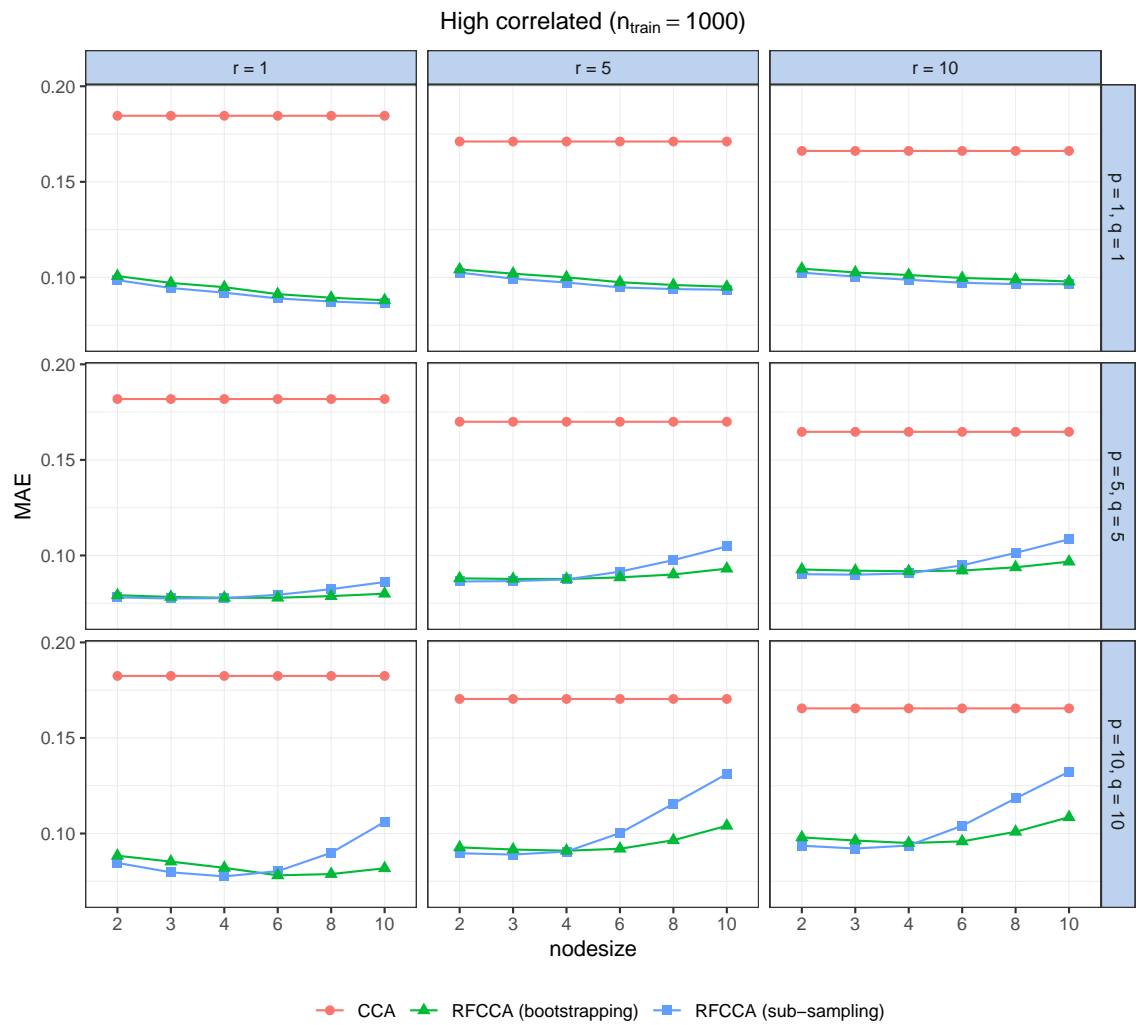 High correlated (n_train = 1000)
r = 1
r = 5
r = 10
0.20
0.15
0.10
p = 1, q = 1
0.20
0.15
0.10
p = 5, q = 5
MAE
0.20
0.15
0.10
p = 10, q = 10
2 3 4 6 8 10
2 3 4 6 8 10
2 3 4 6 8 10
nodesize
CCA RFCCA (bootstrapping) RFCCA (sub−sampling)